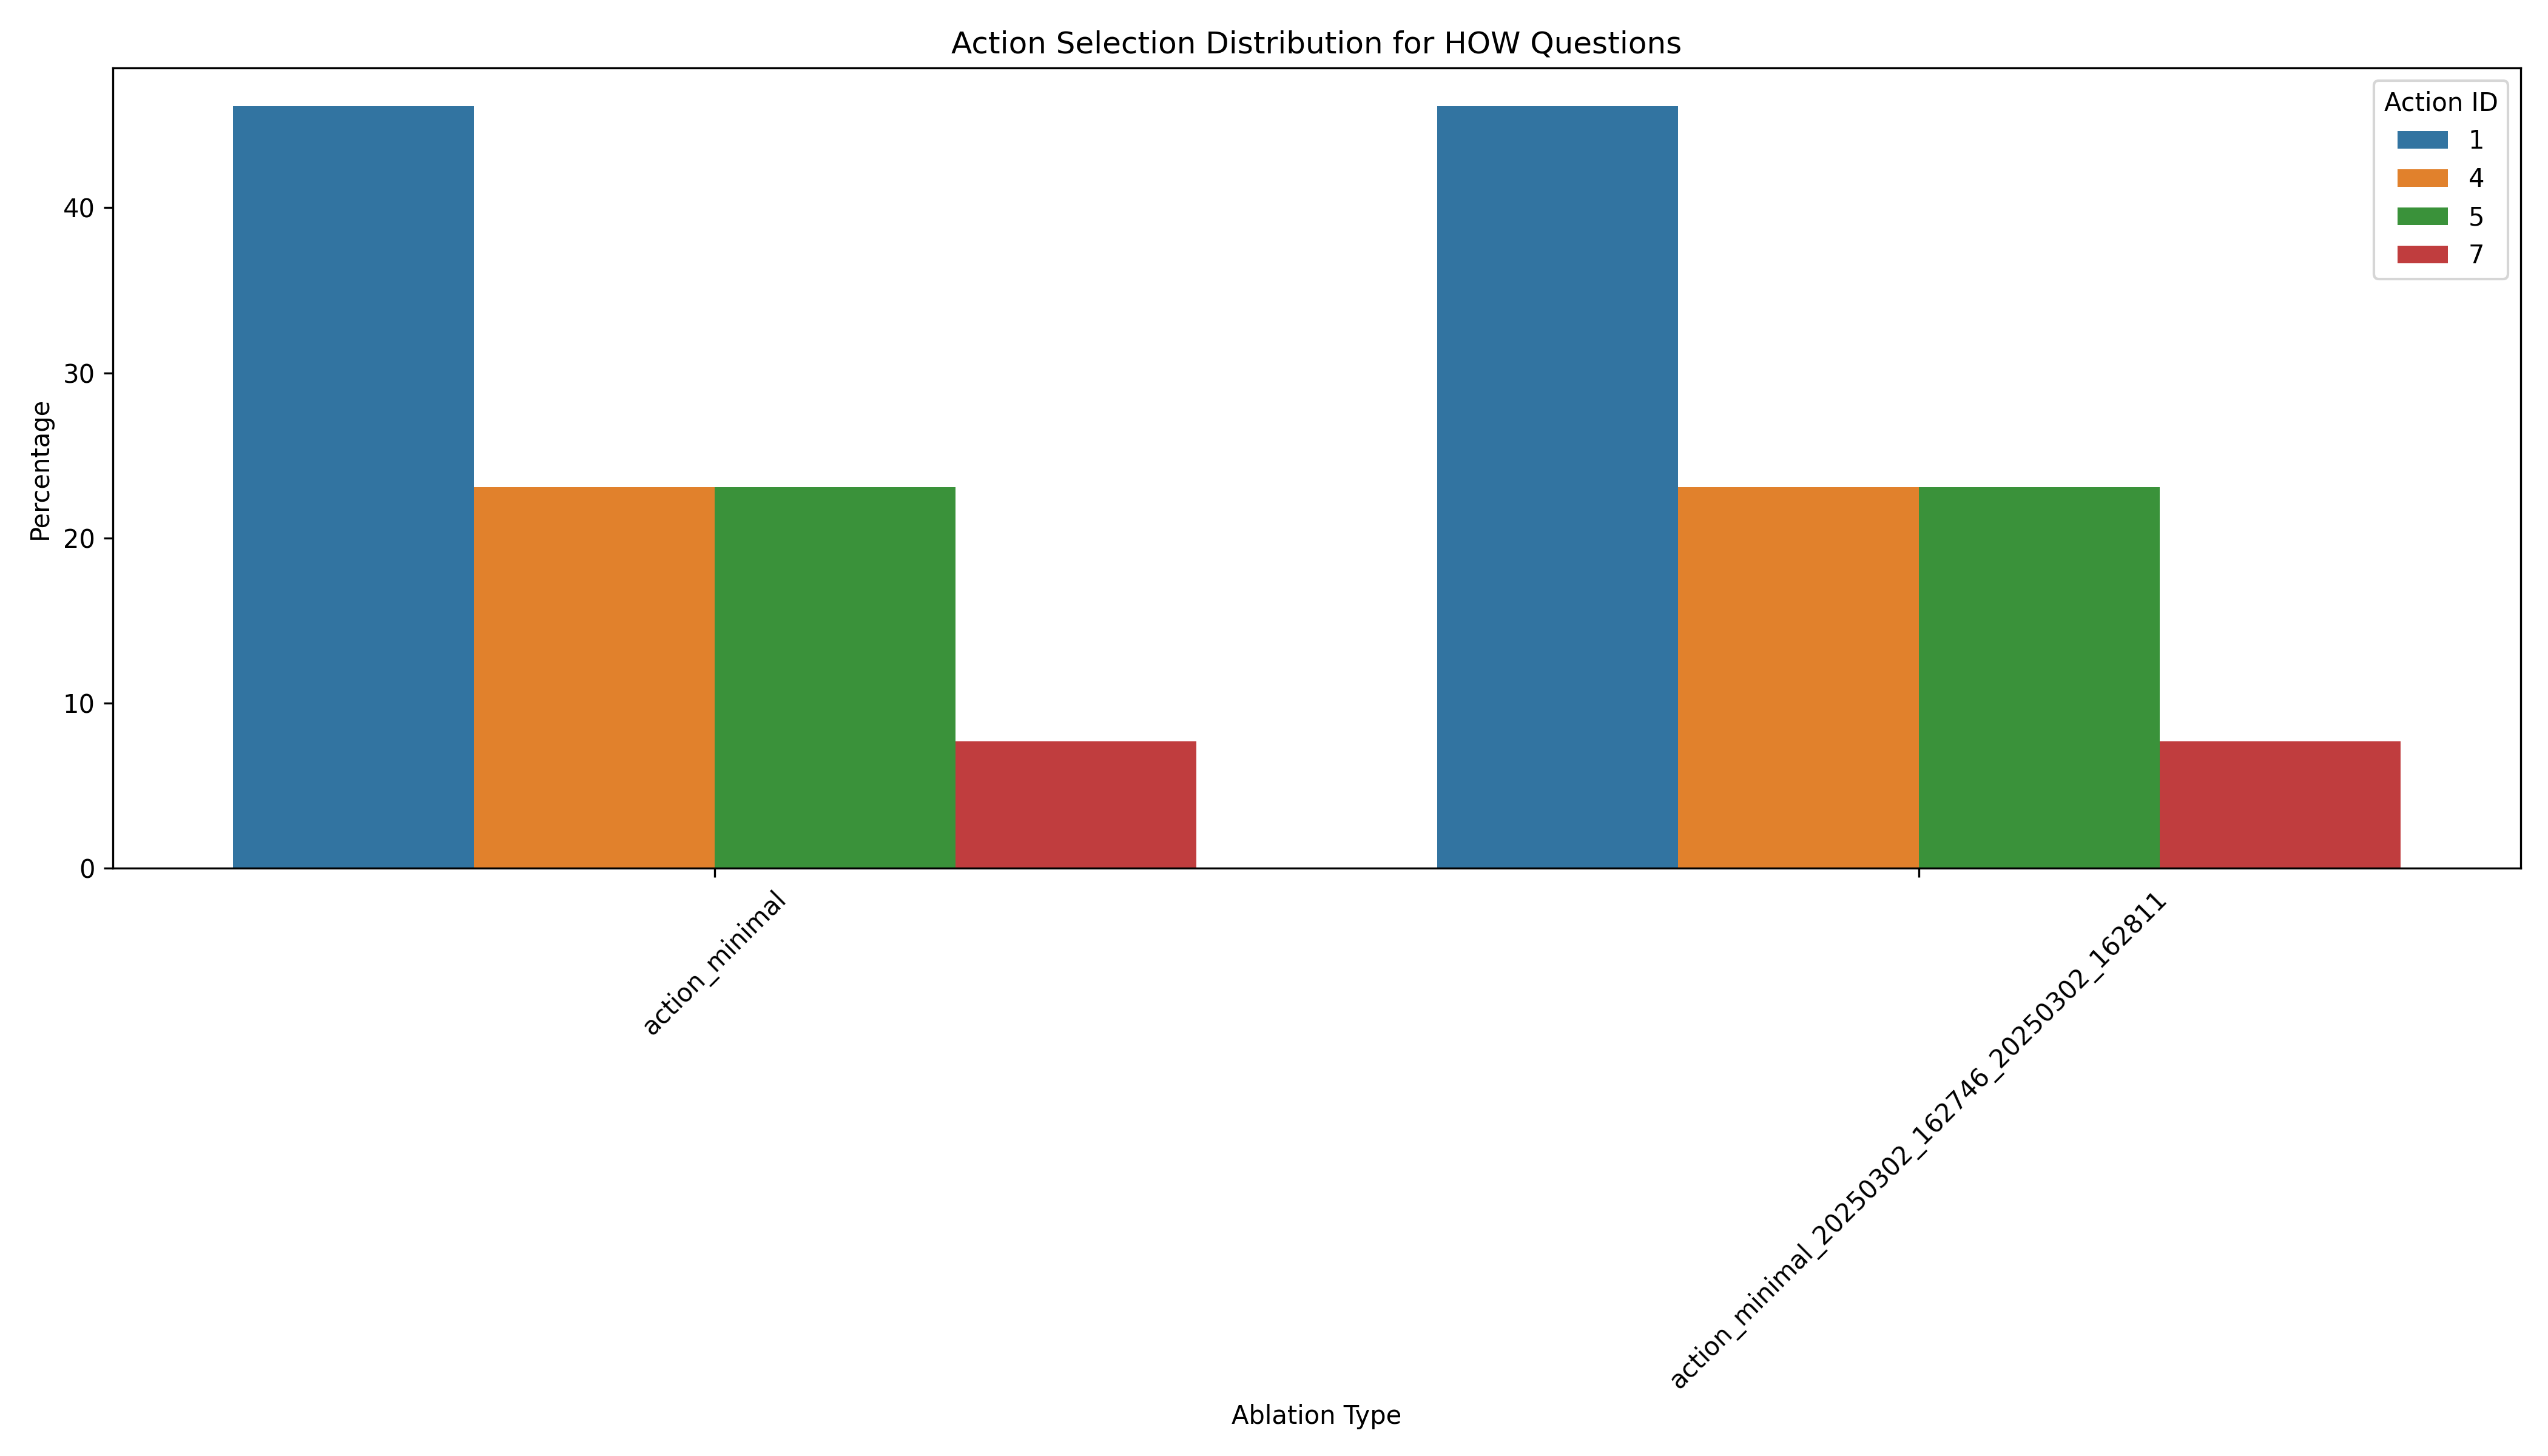 Action Selection Distribution for HOW Questions
Action ID
1
4
5
7
Percentage
40
30
20
10
0
action_minimal
action_minimal_20250302_162746_20250302_162811
Ablation Type